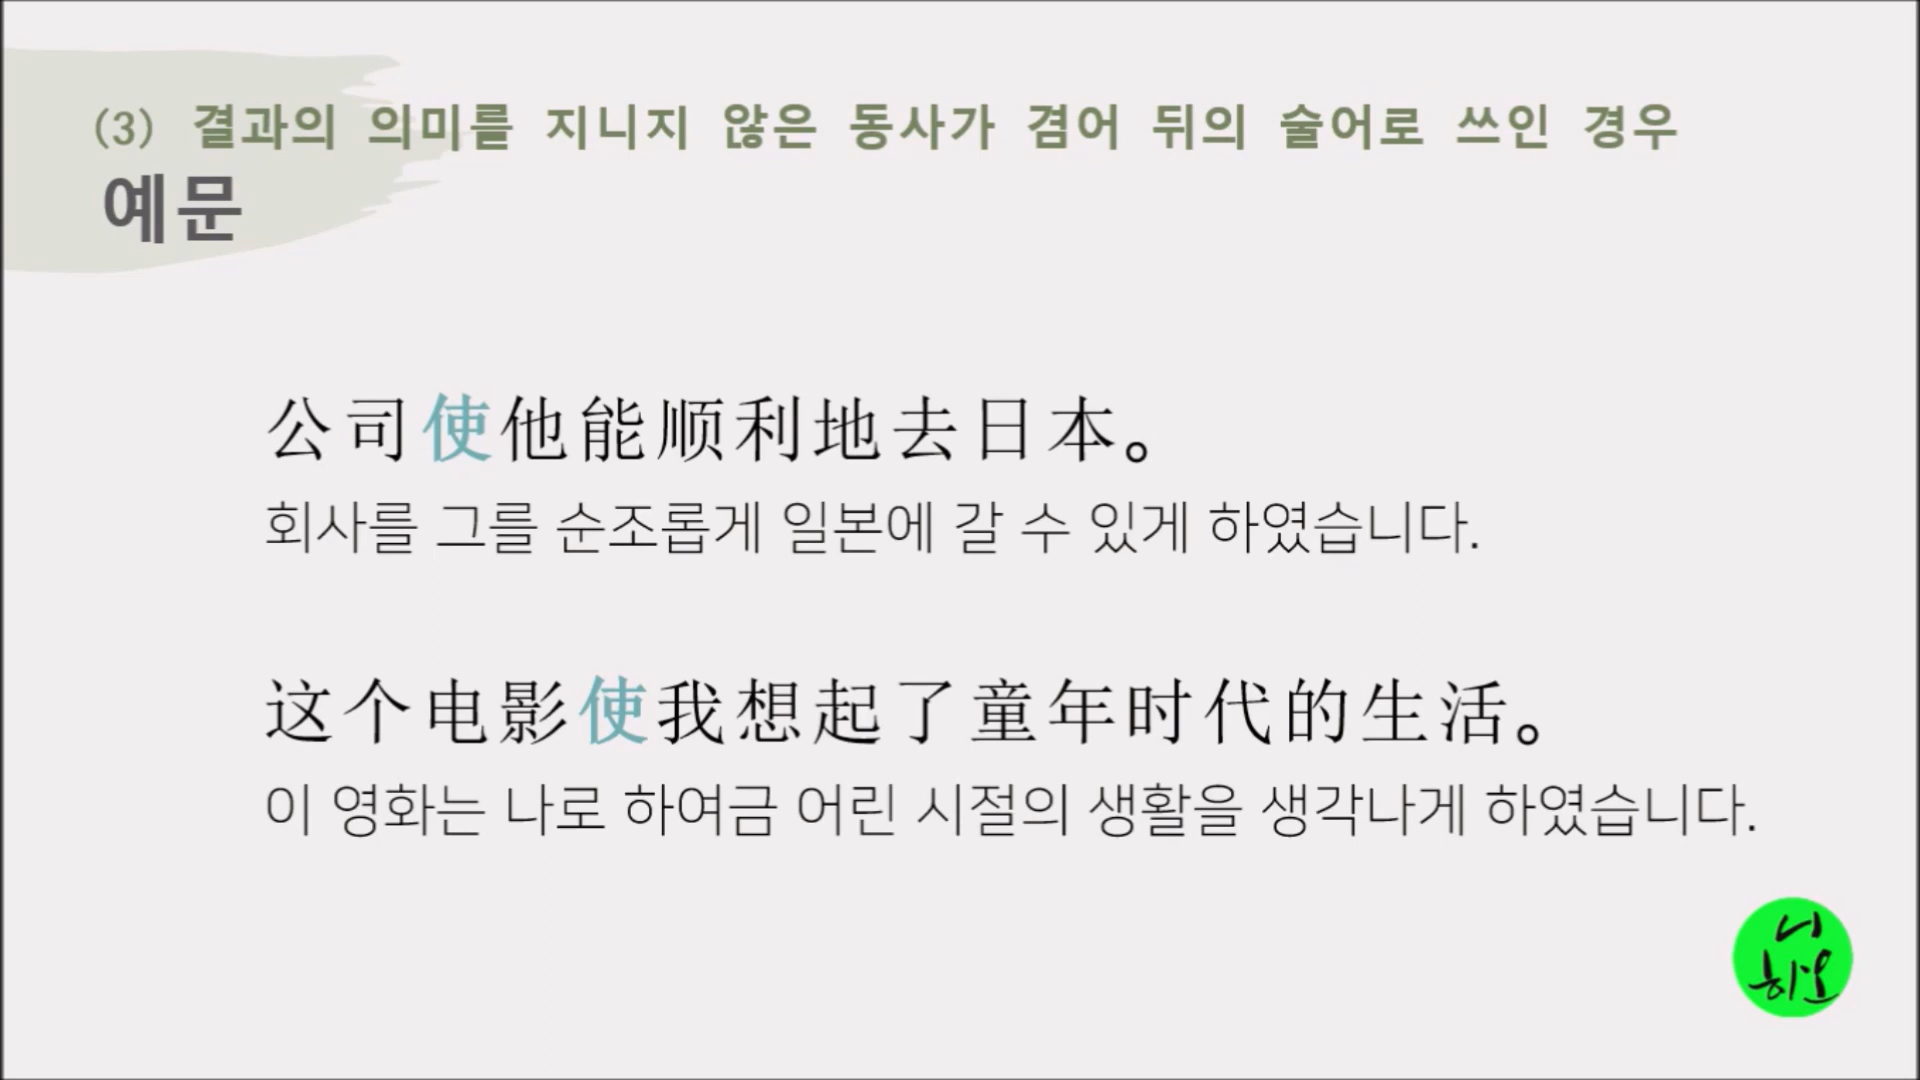 (3) 결과의 의미를 지니지 않은 동사가 겸어 뒤의 술어로 쓰인 경우
예문
公司使他能顺利地去日本。
회사를 그를 순조롭게 일본에 갈 수 있게 하였습니다.
这个电影使我想起了童年时代的生活。
이 영화는 나로 하여금 어린 시절의 생활을 생각나게 하였습니다.
니
하오